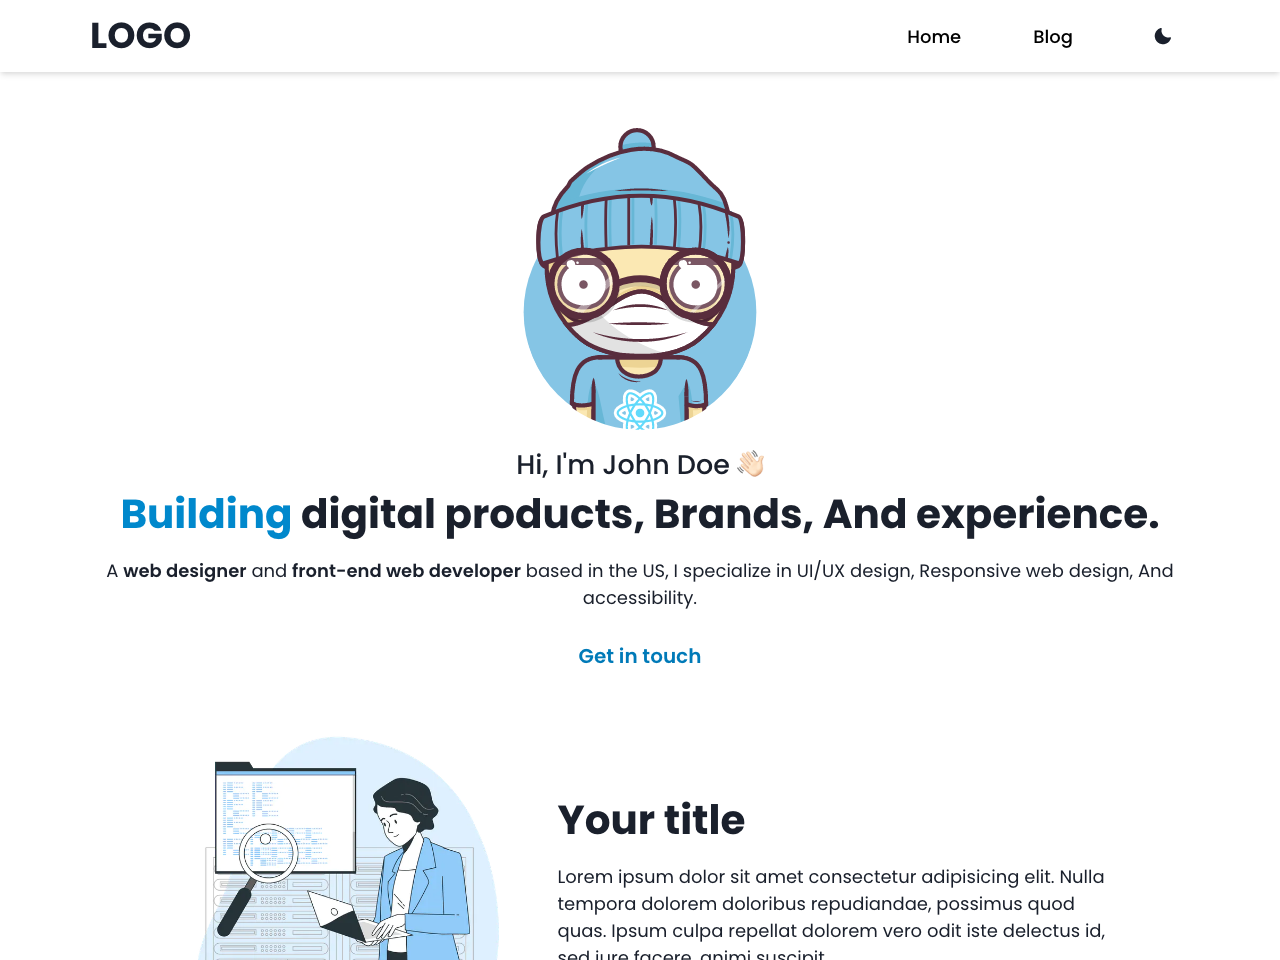 LOGO
Home
Blog
Hi, I'm John Doe 👋🏻
Building digital products, Brands, And experience.
A web designer and front-end web developer based in the US, I specialize in UI/UX design, Responsive web design, And
accessibility.
Get in touch
Your title
Lorem ipsum dolor sit amet consectetur adipisicing elit. Nulla
tempora dolorem doloribus repudiandae, possimus quod
quas. Ipsum culpa repellat dolorem vero odit iste delectus id,
sed iure facere, animi suscipit